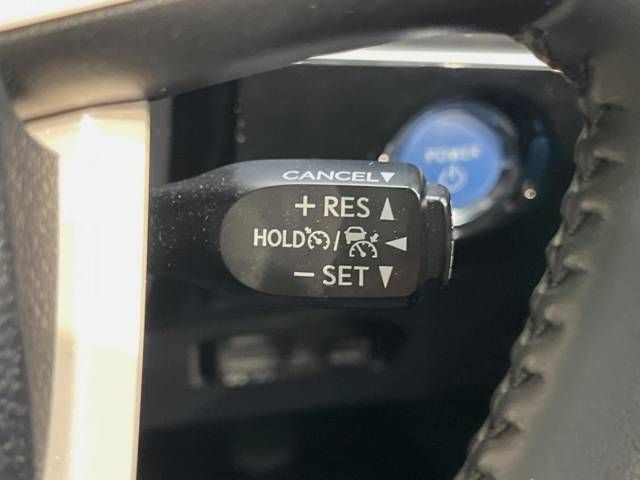 POWER
CANCEL▼
+ RES ▲
HOLD / ◀
− SET ▼